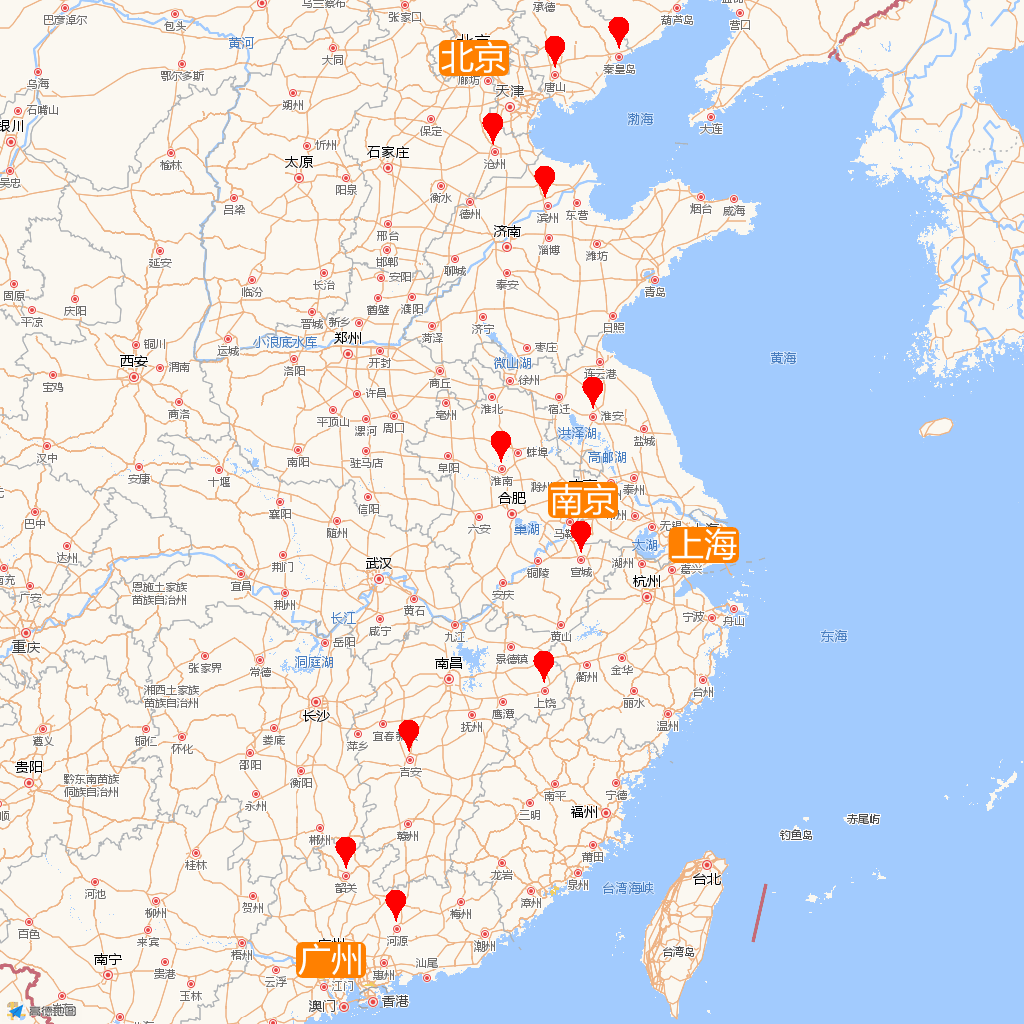 巴彦淖尔
包头
乌兰察布
张家口
承德
葫芦岛
营口
黄河
北京
秦皇岛
唐山
廊坊
天津
大同
鄂尔多斯
乌海
石嘴山
银川
朔州
保定
渤海
大连
忻州
太原
石家庄
沧州
榆林
吴忠
阳泉
衡水
德州
滨州
东营
烟台
威海
吕梁
邢台
济南
淄博
潍坊
延安
邯郸
聊城
安阳
泰安
青岛
固原
庆阳
临汾
长治
鹤壁
濮阳
平凉
晋城
新乡
菏泽
济宁
日照
铜川
运城
小浪底水库
郑州
开封
枣庄
微山湖
黄海
西安
渭南
洛阳
商丘
徐州
连云港
宝鸡
许昌
亳州
淮北
宿迁
淮安
商洛
平顶山
漯河
周口
洪泽湖
盐城
汉中
南阳
驻马店
阜阳
蚌埠
高邮湖
安康
十堰
淮南
滁州
泰州
南京
襄阳
信阳
合肥
巴中
随州
六安
巢湖
无锡
上海
达州
武汉
太湖
嘉兴
荆门
宣城
湖州
杭州
恩施土家族
苗族自治州
宜昌
铜陵
广安
荆州
黄石
安庆
舟山
宁波
重庆
长江
咸宁
九江
黄山
东海
岳阳
张家界
常德
洞庭湖
南昌
景德镇
衢州
金华
湘西土家族
苗族自治州
上饶
台州
丽水
长沙
鹰潭
抚州
温州
遵义
铜仁
怀化
娄底
萍乡
宜春
吉安
贵阳
黔东南苗族
侗族自治州
邵阳
衡阳
南平
宁德
永州
三明
福州
赤尾屿
钓鱼岛
郴州
赣州
桂林
莆田
韶关
龙岩
台北
河池
泉州
台湾海峡
贺州
漳州
柳州
梅州
百色
来宾
河源
潮州
梧州
广州
台湾岛
南宁
贵港
云浮
惠州
汕尾
玉林
江门
澳门
香港
北海
高德地图